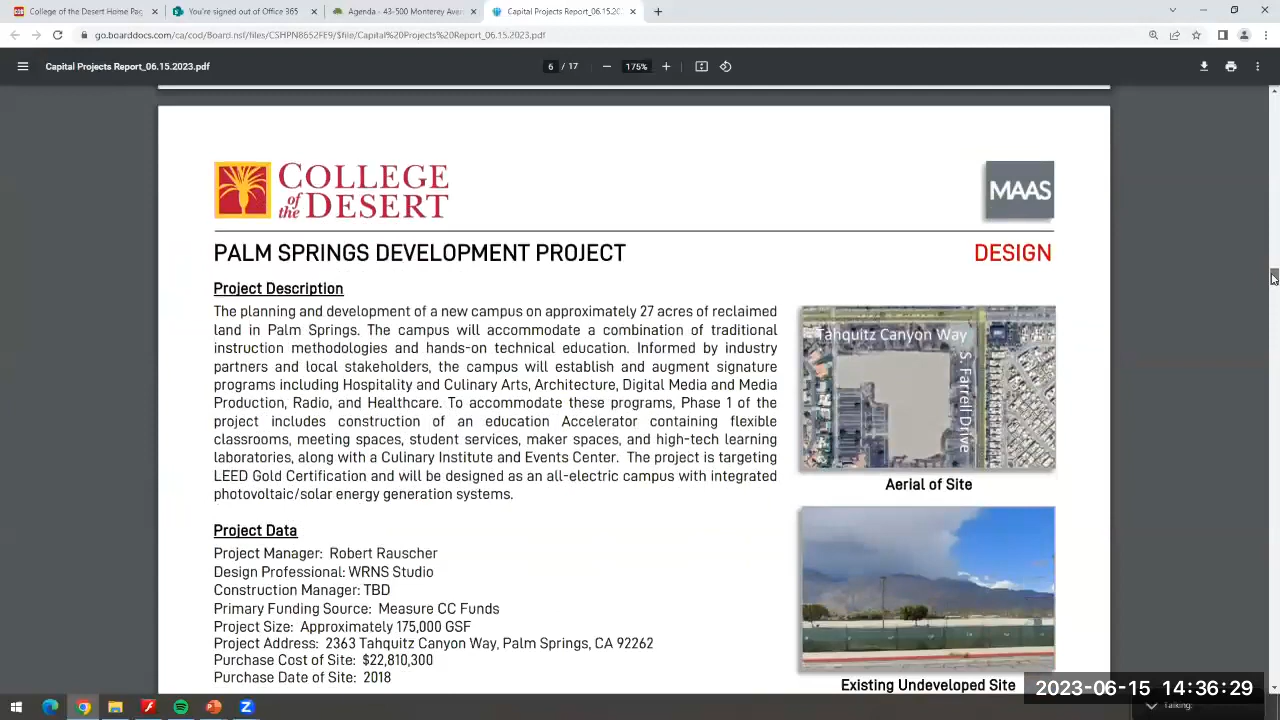 College of the Desert Home Pag
You're signed out of Office 365
Agenda - 43-500 Monterey Aven
Capital Projects Report_06.15.20
go.boarddocs.com/ca/cod/Board.nsf/files/CSHPN8652FE9/$file/Capital%20Projects%20Report_06.15.2023.pdf
Capital Projects Report_06.15.2023.pdf
6 / 17
175%
COLLEGE
of the DESERT
MAAS
PALM SPRINGS DEVELOPMENT PROJECT
DESIGN
Project Description
The planning and development of a new campus on approximately 27 acres of reclaimed
land in Palm Springs. The campus will accommodate a combination of traditional
instruction methodologies and hands-on technical education. Informed by industry
partners and local stakeholders, the campus will establish and augment signature
programs including Hospitality and Culinary Arts, Architecture, Digital Media and Media
Production, Radio, and Healthcare. To accommodate these programs, Phase 1 of the
project includes construction of an education Accelerator containing flexible
classrooms, meeting spaces, student services, maker spaces, and high-tech learning
laboratories, along with a Culinary Institute and Events Center. The project is targeting
LEED Gold Certification and will be designed as an all-electric campus with integrated
photovoltaic/solar energy generation systems.
Tahquitz Canyon Way
S. Farrell Drive
Aerial of Site
Project Data
Project Manager: Robert Rauscher
Design Professional: WRNS Studio
Construction Manager: TBD
Primary Funding Source: Measure CC Funds
Project Size: Approximately 175,000 GSF
Project Address: 2363 Tahquitz Canyon Way, Palm Springs, CA 92262
Purchase Cost of Site: $22,810,300
Purchase Date of Site: 2018
Existing Undeveloped Site
2023-06-15 14:36:29
Talking: